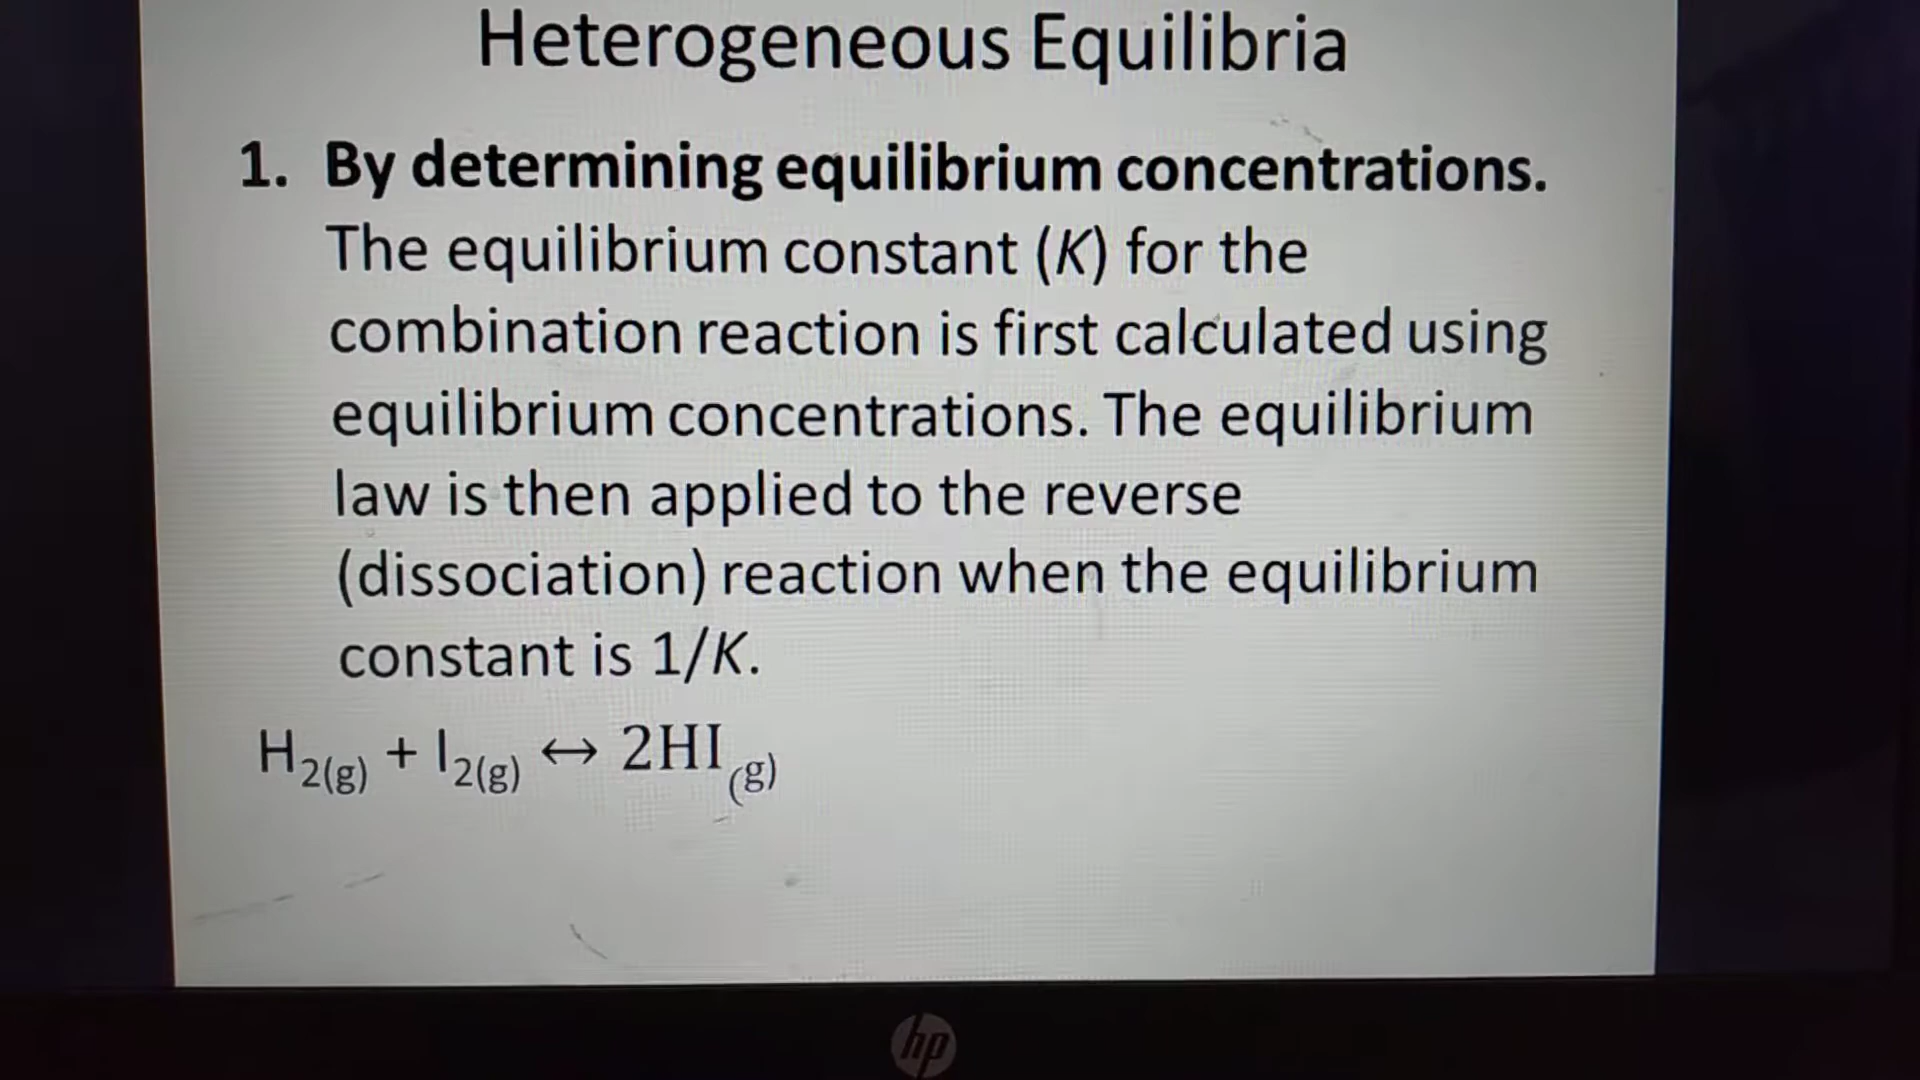 Heterogeneous Equilibria
1. By determining equilibrium concentrations.
The equilibrium constant (K) for the
combination reaction is first calculated using
equilibrium concentrations. The equilibrium
law is then applied to the reverse
(dissociation) reaction when the equilibrium
constant is 1/K.
H₂₍g₎ + I₂₍g₎ ↔ 2HI₍g₎
hp